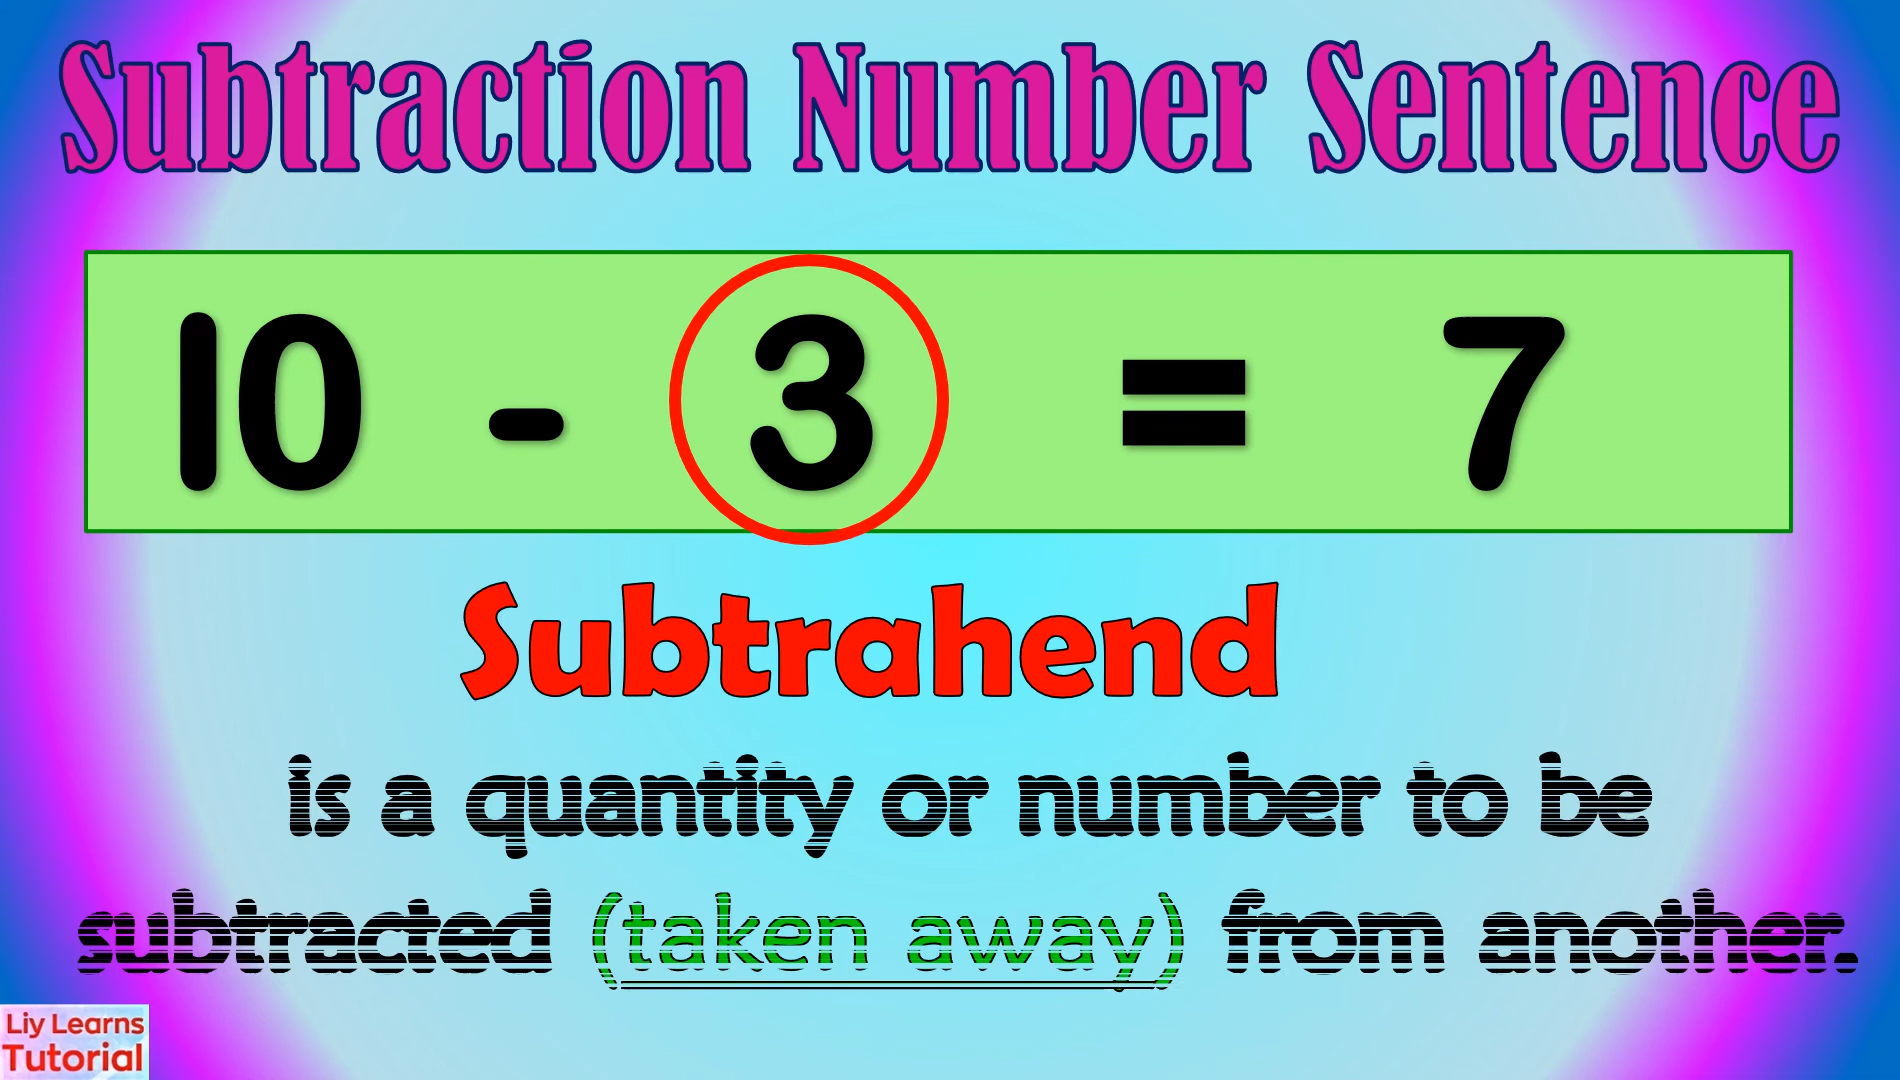 Subtraction Number Sentence
10 - 3 = 7
Subtrahend
is a quantity or number to be
subtracted (taken away) from another.
Liy Learns
Tutorial